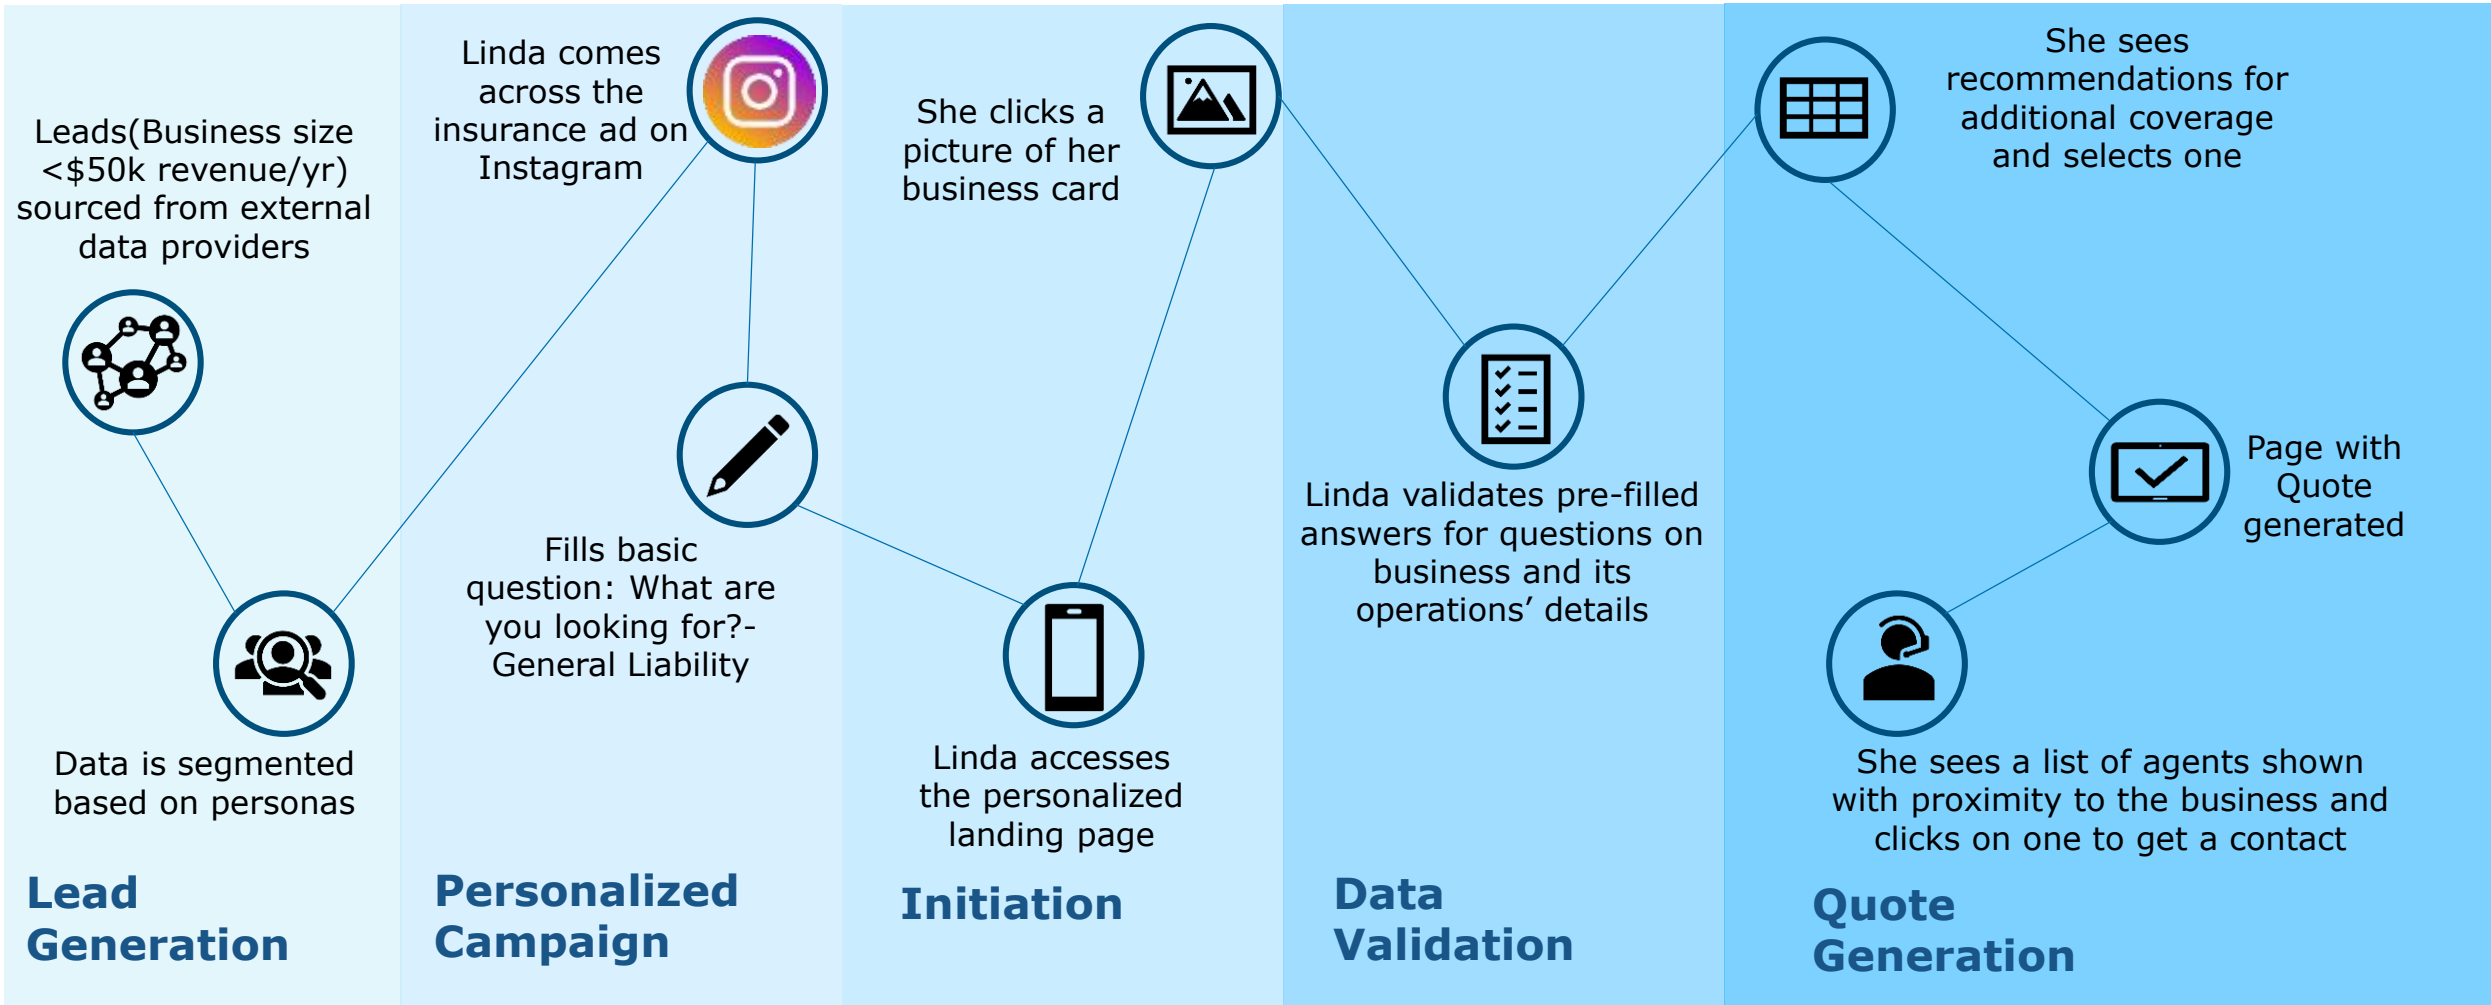 Leads(Business size
<$50k revenue/yr)
sourced from external
data providers
Data is segmented
based on personas
Lead
Generation
Linda comes
across the
insurance ad on
Instagram
Fills basic
question: What are
you looking for?-
General Liability
Personalized
Campaign
She clicks a
picture of her
business card
Linda accesses
the personalized
landing page
Initiation
Linda validates pre-filled
answers for questions on
business and its
operations’ details
Data
Validation
She sees
recommendations for
additional coverage
and selects one
Page with
Quote
generated
She sees a list of agents shown
with proximity to the business and
clicks on one to get a contact
Quote
Generation